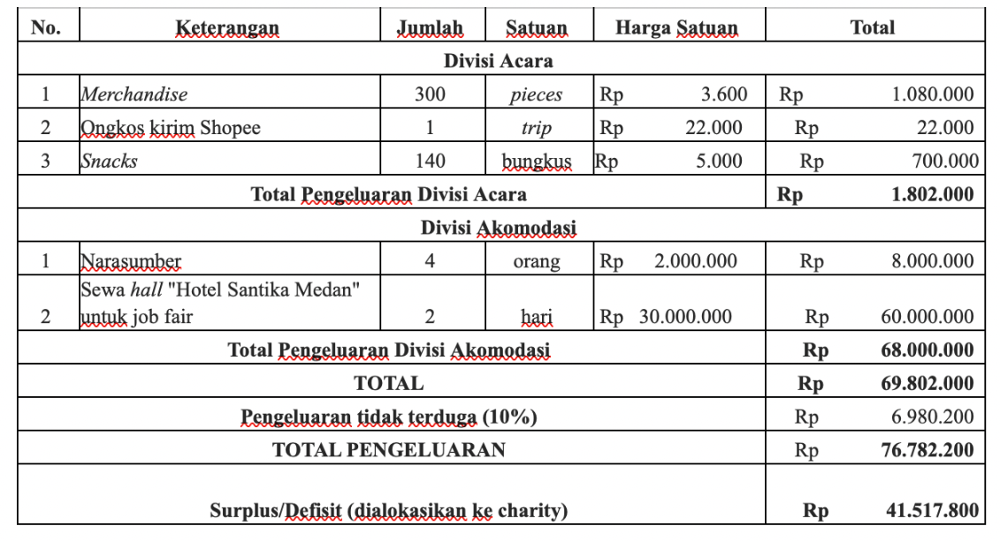 No. Keterangan Jumlah Satuan Harga Satuan Total
Divisi Acara
1 Merchandise 300 pieces Rp 3.600 Rp 1.080.000
2 Ongkos kirim Shopee 1 trip Rp 22.000 Rp 22.000
3 Snacks 140 bungkus Rp 5.000 Rp 700.000
Total Pengeluaran Divisi Acara Rp 1.802.000
Divisi Akomodasi
1 Narasumber 4 orang Rp 2.000.000 Rp 8.000.000
Sewa hall "Hotel Santika Medan"
2 untuk job fair 2 hari Rp 30.000.000 Rp 60.000.000
Total Pengeluaran Divisi Akomodasi Rp 68.000.000
TOTAL Rp 69.802.000
Pengeluaran tidak terduga (10%) Rp 6.980.200
TOTAL PENGELUARAN Rp 76.782.200
Surplus/Defisit (dialokasikan ke charity) Rp 41.517.800